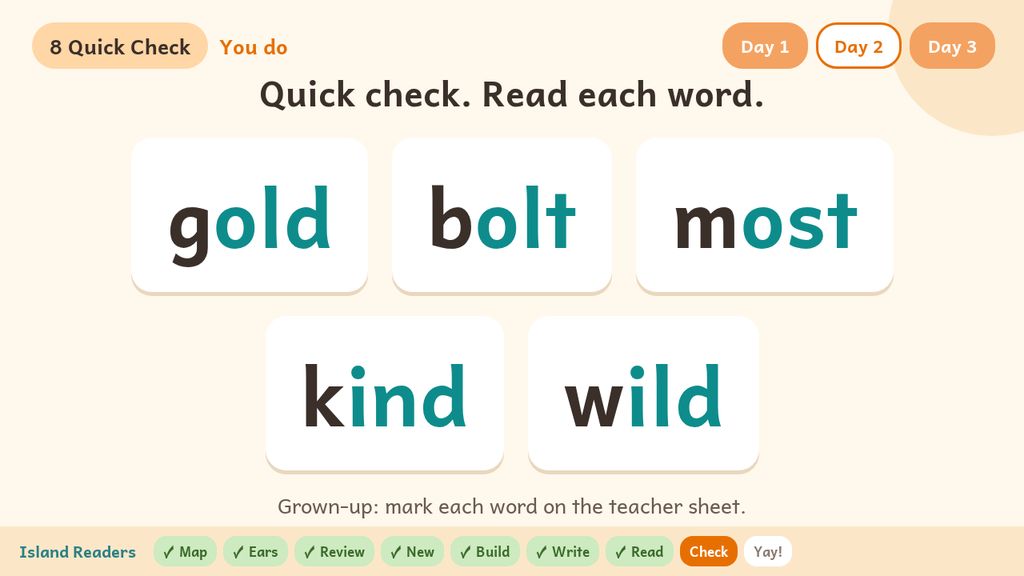 8 Quick Check You do Day 1 Day 2 Day 3
Quick check. Read each word.
gold bolt most
kind wild
Grown-up: mark each word on the teacher sheet.
Island Readers ✓ Map ✓ Ears ✓ Review ✓ New ✓ Build ✓ Write ✓ Read Check Yay!